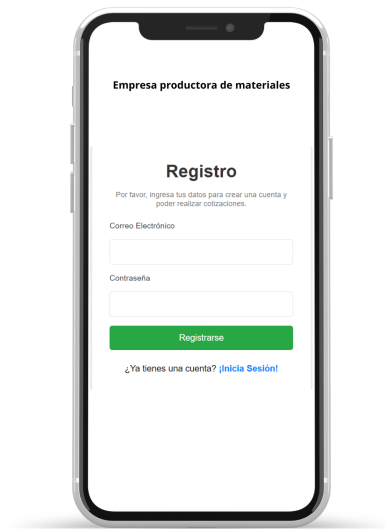 Empresa productora de materiales
Registro
Por favor, ingresa tus datos para crear una cuenta y
poder realizar cotizaciones.
Correo Electrónico
Contraseña
Registrarse
¿Ya tienes una cuenta? ¡Inicia Sesión!